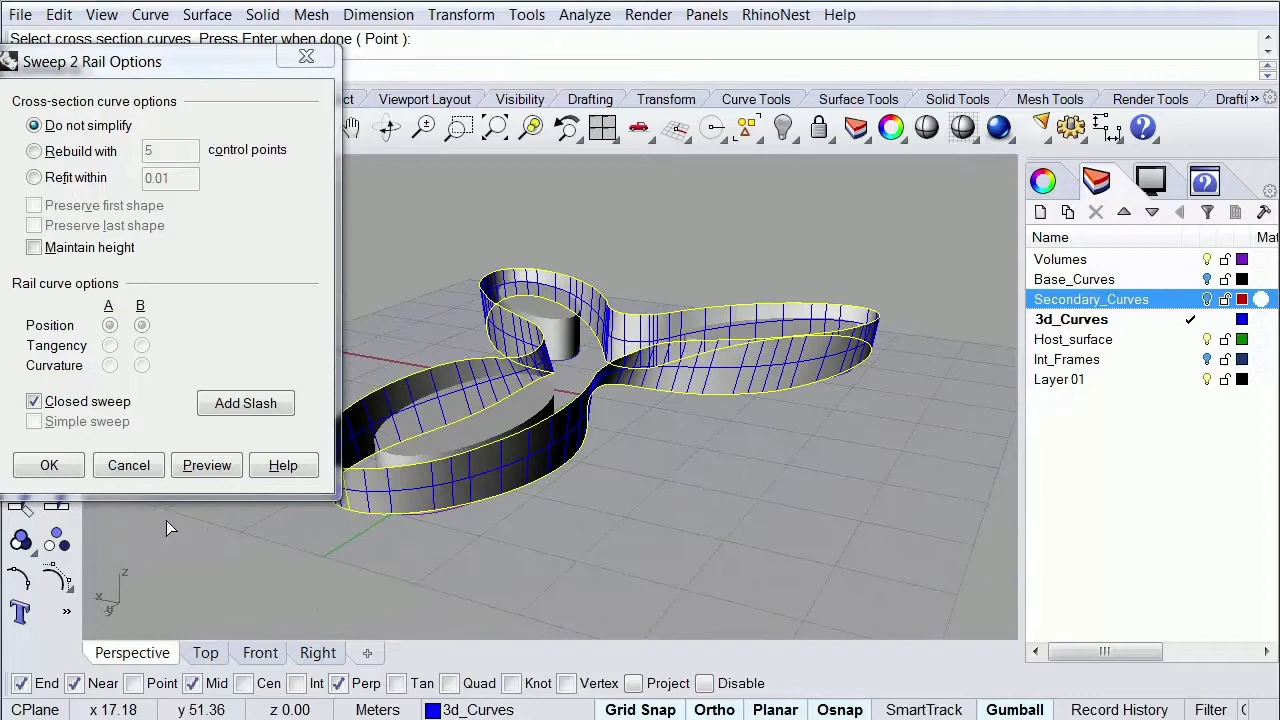 File Edit View Curve Surface Solid Mesh Dimension Transform Tools Analyze Render Panels RhinoNest Help
Select cross section curves. Press Enter when done ( Point ):
Sweep 2 Rail Options
Viewport Layout Visibility Drafting Transform Curve Tools Surface Tools Solid Tools Mesh Tools Render Tools Drafti
Cross-section curve options
Do not simplify
Rebuild with 5 control points
Refit within 0.01
Preserve first shape
Preserve last shape
Maintain height
Rail curve options
A B
Position
Tangency
Curvature
Closed sweep Add Slash
Simple sweep
OK Cancel Preview Help
Name Mat
Volumes
Base_Curves
Secondary_Curves
3d_Curves
Host_surface
Int_Frames
Layer 01
z
x
y
Perspective Top Front Right
End Near Point Mid Cen Int Perp Tan Quad Knot Vertex Project Disable
CPlane x 17.18 y 51.36 z 0.00 Meters 3d_Curves Grid Snap Ortho Planar Osnap SmartTrack Gumball Record History Filter